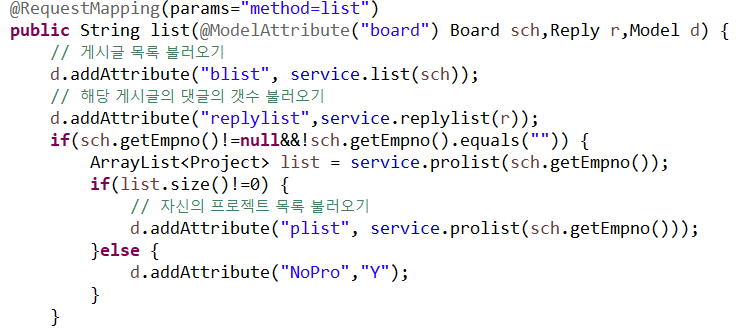 @RequestMapping(params="method=list")
public String list(@ModelAttribute("board") Board sch,Reply r,Model d) {
// 게시글 목록 불러오기
d.addAttribute("blist", service.list(sch));
// 해당 게시글의 댓글의 갯수 불러오기
d.addAttribute("replylist",service.replylist(r));
if(sch.getEmpno()!=null&&!sch.getEmpno().equals("")) {
ArrayList<Project> list = service.prolist(sch.getEmpno());
if(list.size()!=0) {
// 자신의 프로젝트 목록 불러오기
d.addAttribute("plist", service.prolist(sch.getEmpno()));
}else {
d.addAttribute("NoPro","Y");
}
}